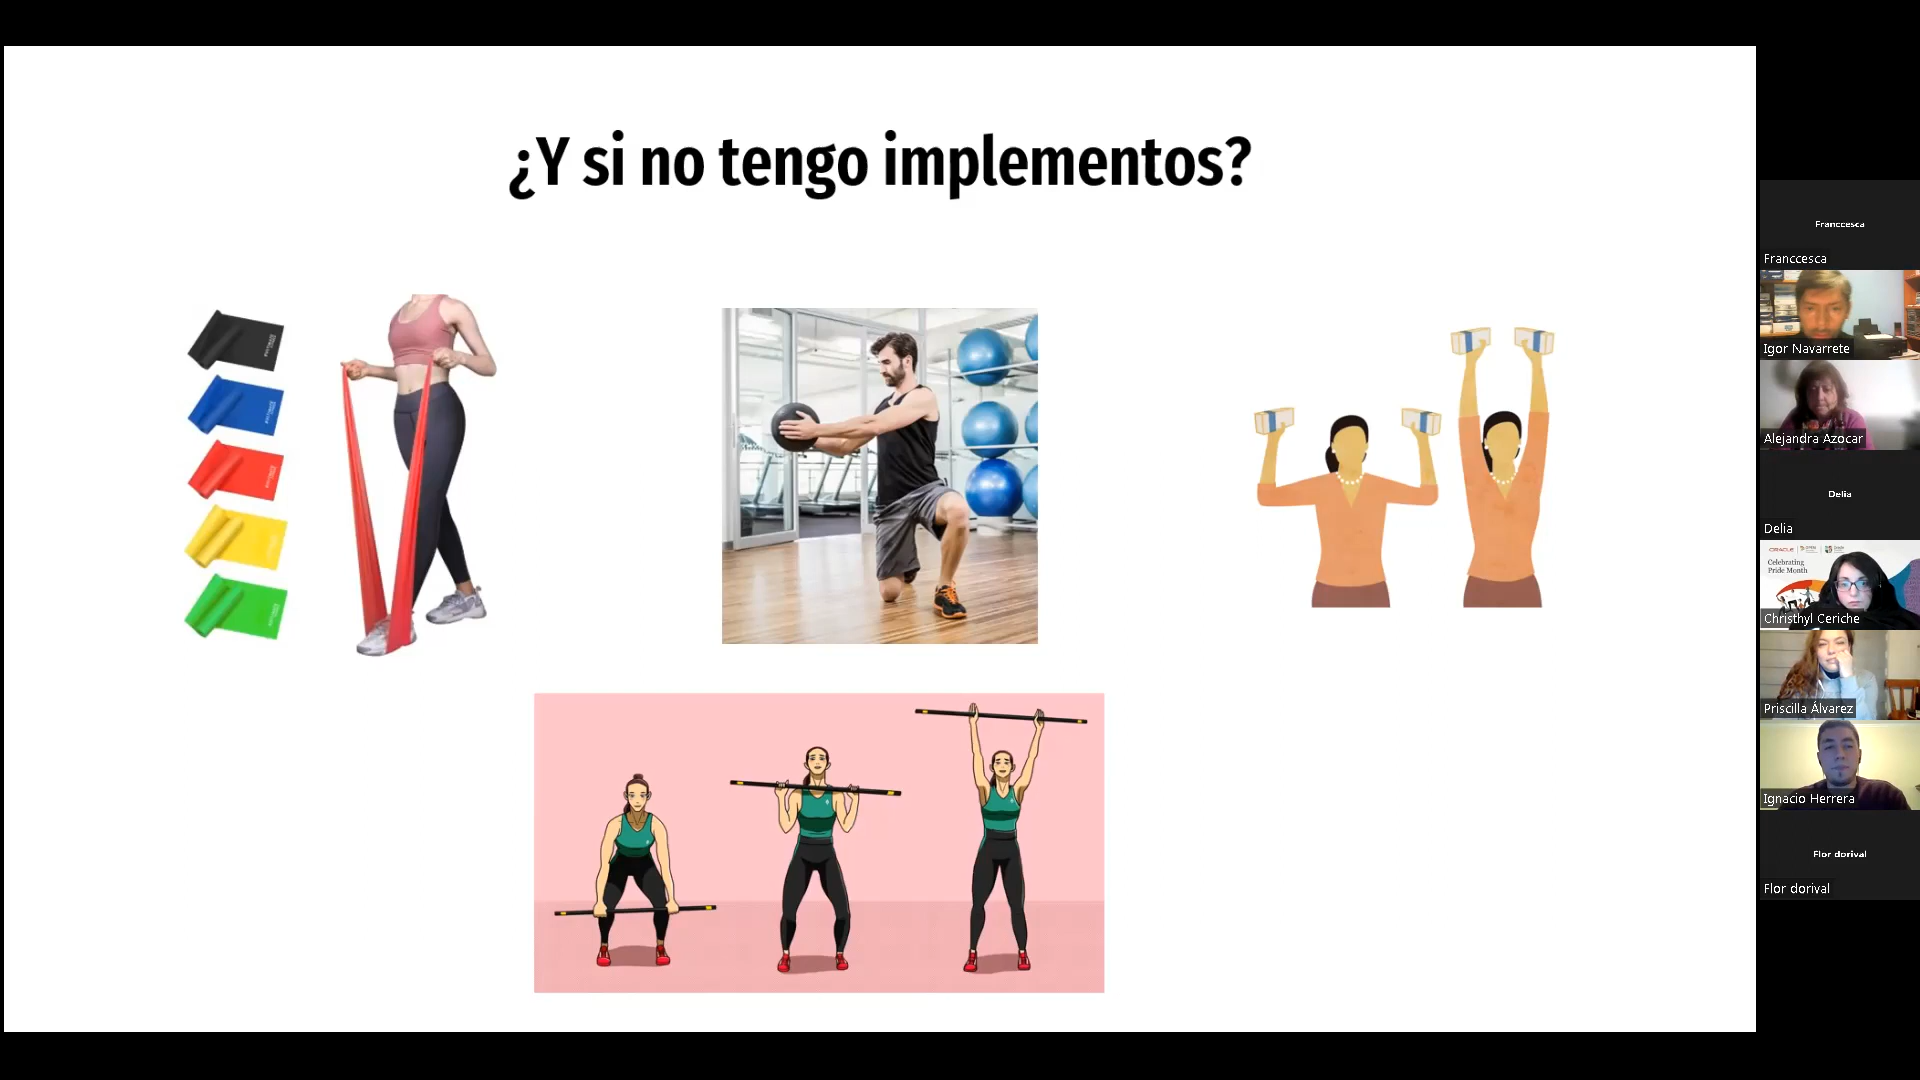 ¿Y si no tengo implementos?
Franccesca
Franccesca
Igor Navarrete
Alejandra Azocar
Delia
Delia
ORACLE
Celebrating
Pride Month
Christhyl Ceriche
Priscilla Álvarez
Ignacio Herrera
Flor dorival
Flor dorival